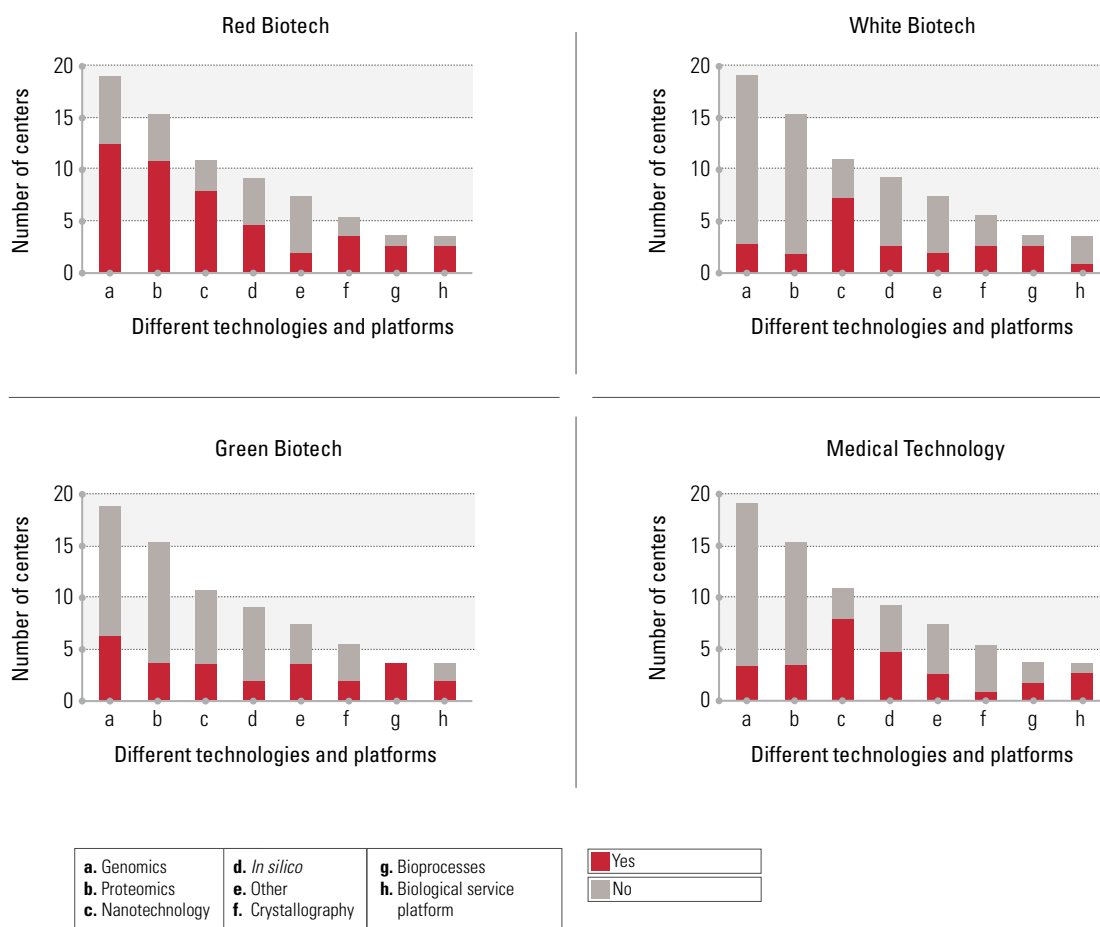 Red Biotech
Number of centers
20
15
10
5
0
a b c d e f g h
Different technologies and platforms
White Biotech
Number of centers
20
15
10
5
0
a b c d e f g h
Different technologies and platforms
Green Biotech
Number of centers
20
15
10
5
0
a b c d e f g h
Different technologies and platforms
Medical Technology
Number of centers
20
15
10
5
0
a b c d e f g h
Different technologies and platforms
a. Genomics
b. Proteomics
c. Nanotechnology
d. In silico
e. Other
f. Crystallography
g. Bioprocesses
h. Biological service
platform
Yes
No